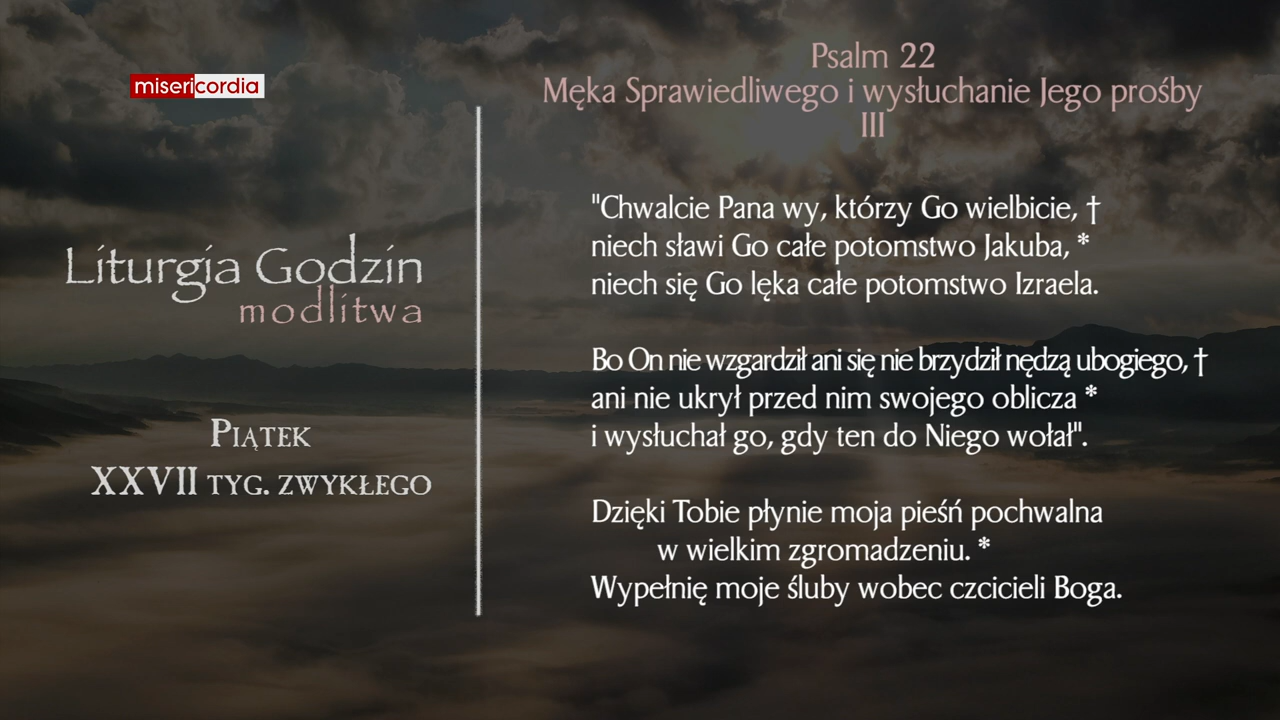 misericordia
Liturgia Godzin
modlitwa
Piątek
XXVII tyg. zwykłego
Psalm 22
Męka Sprawiedliwego i wysłuchanie Jego prośby
III
"Chwalcie Pana wy, którzy Go wielbicie, †
niech sławi Go całe potomstwo Jakuba, *
niech się Go lęka całe potomstwo Izraela.
Bo On nie wzgardził ani się nie brzydził nędzą ubogiego, †
ani nie ukrył przed nim swojego oblicza *
i wysłuchał go, gdy ten do Niego wołał".
Dzięki Tobie płynie moja pieśń pochwalna
w wielkim zgromadzeniu. *
Wypełnię moje śluby wobec czcicieli Boga.